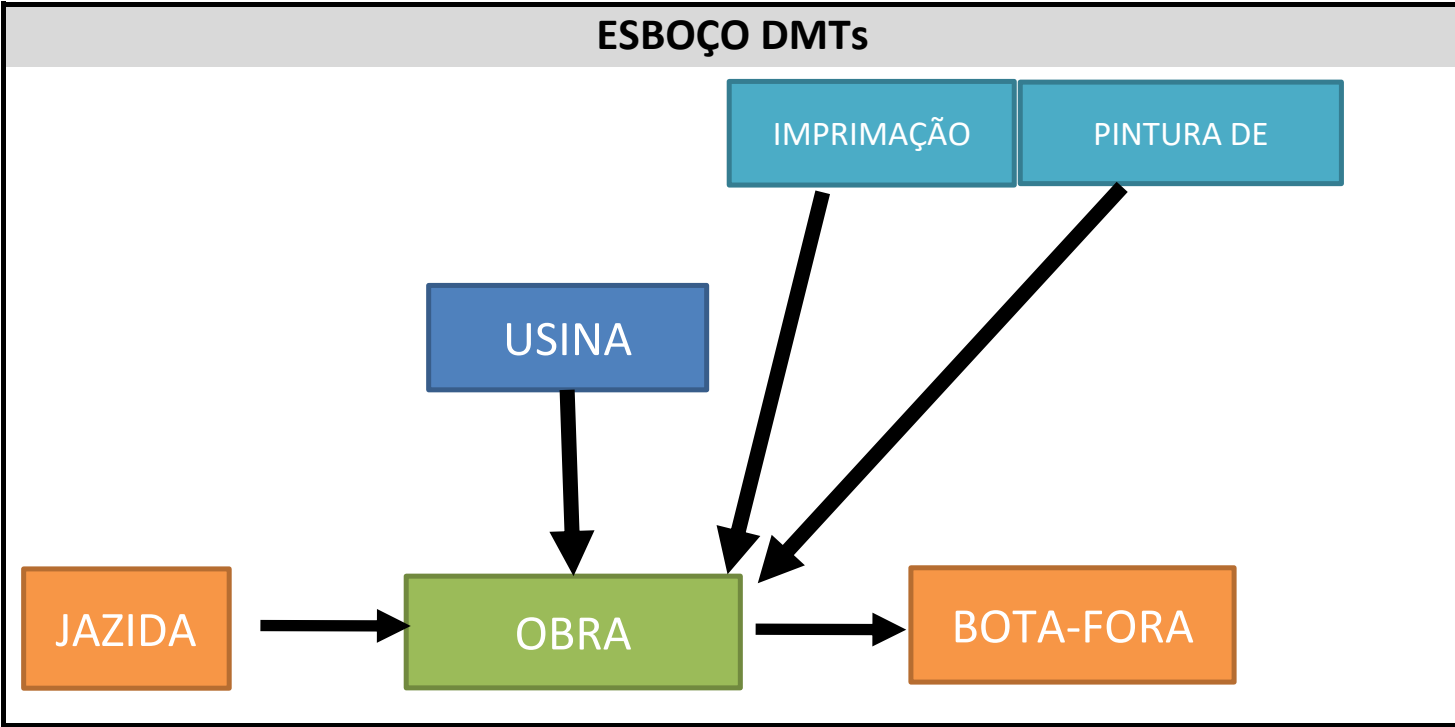 ESBOÇO DMTs
IMPRIMAÇÃO
PINTURA DE
USINA
JAZIDA
OBRA
BOTA-FORA